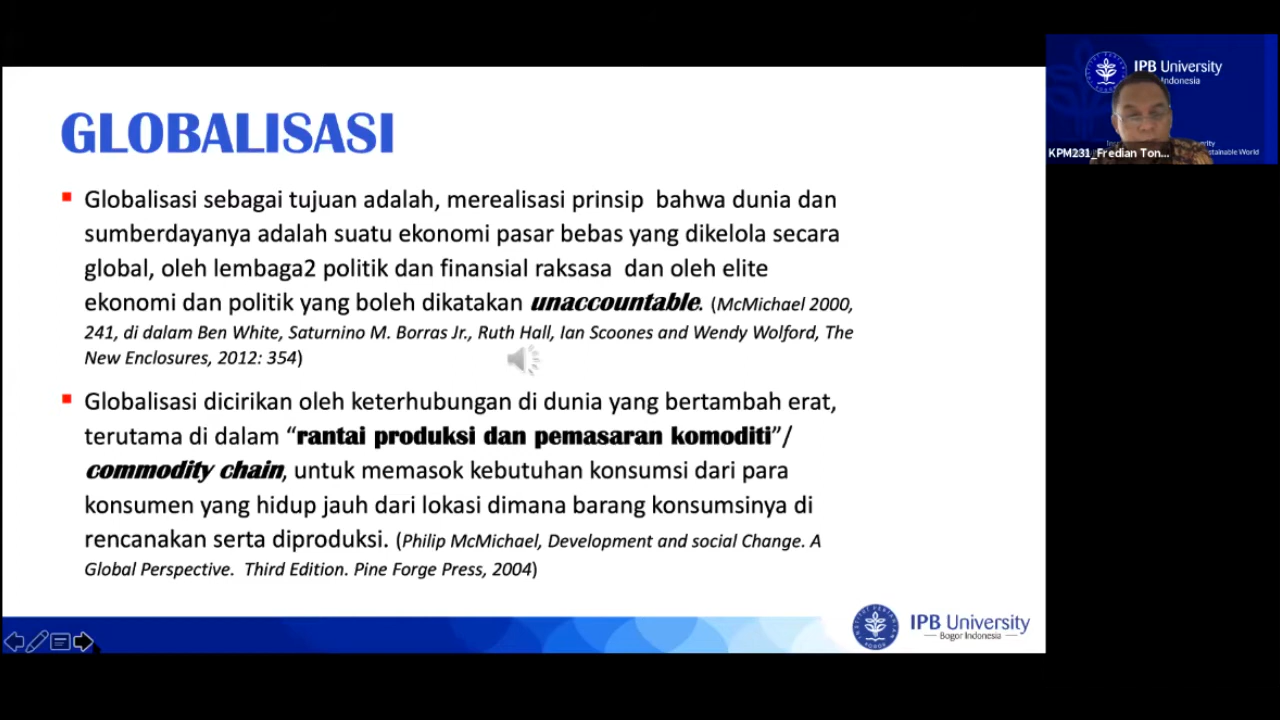 GLOBALISASI
Globalisasi sebagai tujuan adalah, merealisasi prinsip bahwa dunia dan
sumberdayanya adalah suatu ekonomi pasar bebas yang dikelola secara
global, oleh lembaga2 politik dan finansial raksasa dan oleh elite
ekonomi dan politik yang boleh dikatakan unaccountable. (McMichael 2000,
241, di dalam Ben White, Saturnino M. Borras Jr., Ruth Hall, Ian Scoones and Wendy Wolford, The
New Enclosures, 2012: 354)
Globalisasi dicirikan oleh keterhubungan di dunia yang bertambah erat,
terutama di dalam “rantai produksi dan pemasaran komoditi”/
commodity chain, untuk memasok kebutuhan konsumsi dari para
konsumen yang hidup jauh dari lokasi dimana barang konsumsinya di
rencanakan serta diproduksi. (Philip McMichael, Development and social Change. A
Global Perspective. Third Edition. Pine Forge Press, 2004)
IPB University
Bogor Indonesia
IPB University
Indonesia
stainable World
KPM231_Fredian Ton...